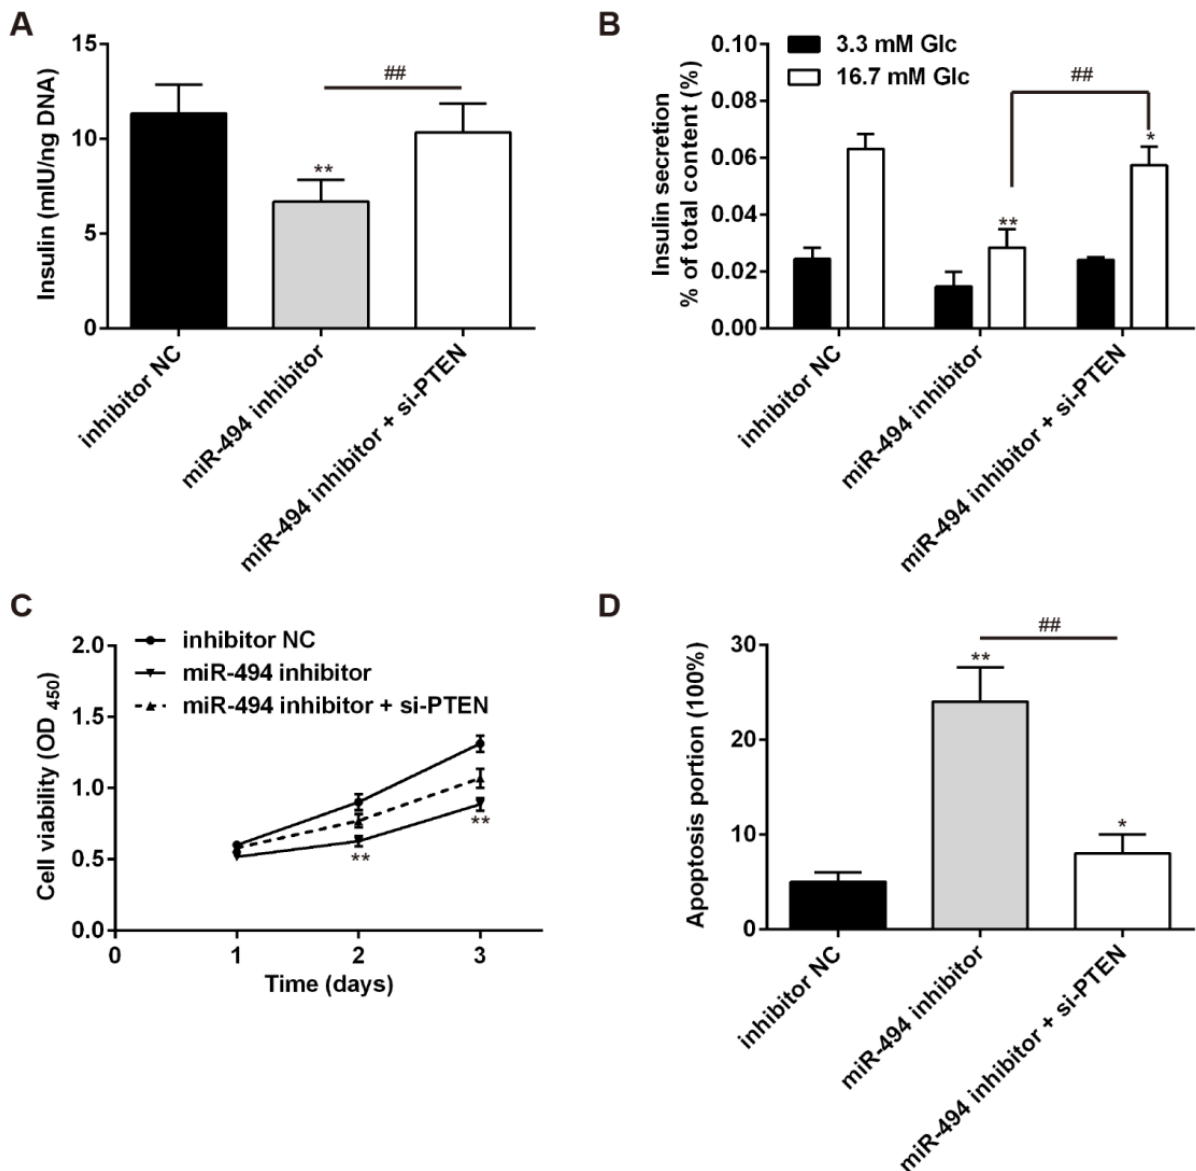 A
Insulin (mIU/ng DNA)
15
10
5
0
##
**
inhibitor NC
miR-494 inhibitor
miR-494 inhibitor + si-PTEN
B
Insulin secretion
% of total content (%)
0.10
0.08
0.06
0.04
0.02
0.00
3.3 mM Glc
16.7 mM Glc
##
**
*
inhibitor NC
miR-494 inhibitor
miR-494 inhibitor + si-PTEN
C
Cell viability (OD 450)
2.0
1.5
1.0
0.5
0.0
inhibitor NC
miR-494 inhibitor
miR-494 inhibitor + si-PTEN
**
**
0 1 2 3
Time (days)
D
Apoptosis portion (100%)
30
20
10
0
##
**
*
inhibitor NC
miR-494 inhibitor
miR-494 inhibitor + si-PTEN